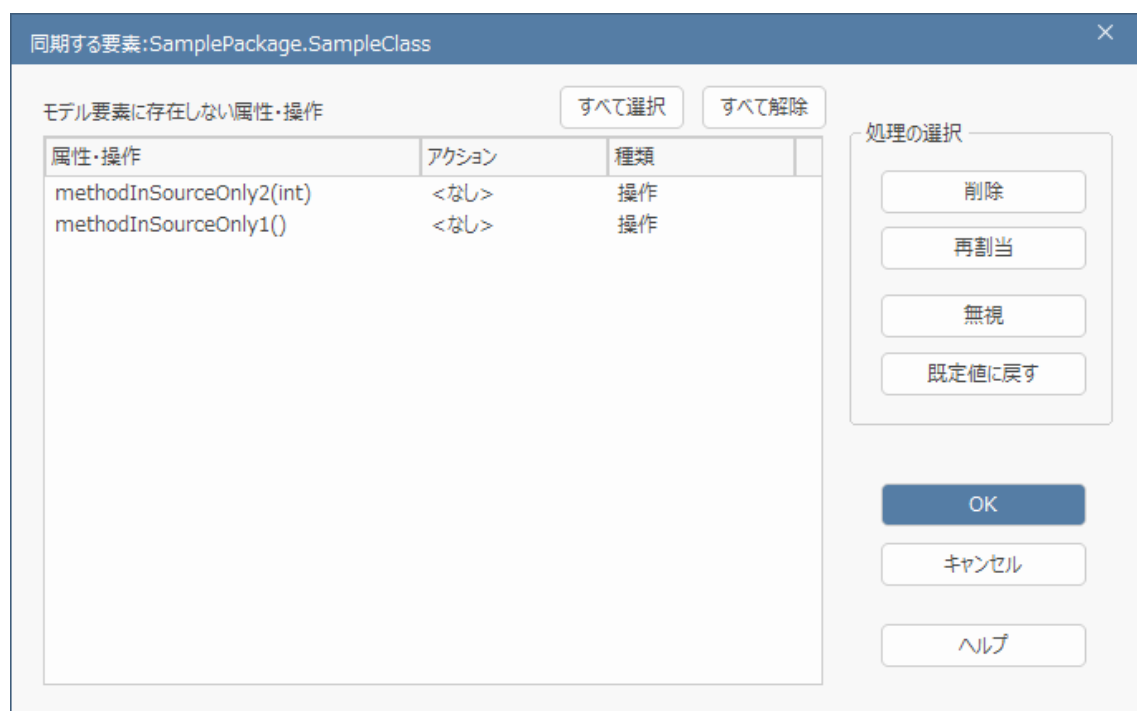 同期する要素:SamplePackage.SampleClass
モデル要素に存在しない属性・操作
すべて選択
すべて解除
属性・操作 アクション 種類
methodInSourceOnly2(int) <なし> 操作
methodInSourceOnly1() <なし> 操作
処理の選択
削除
再割当
無視
既定値に戻す
OK
キャンセル
ヘルプ